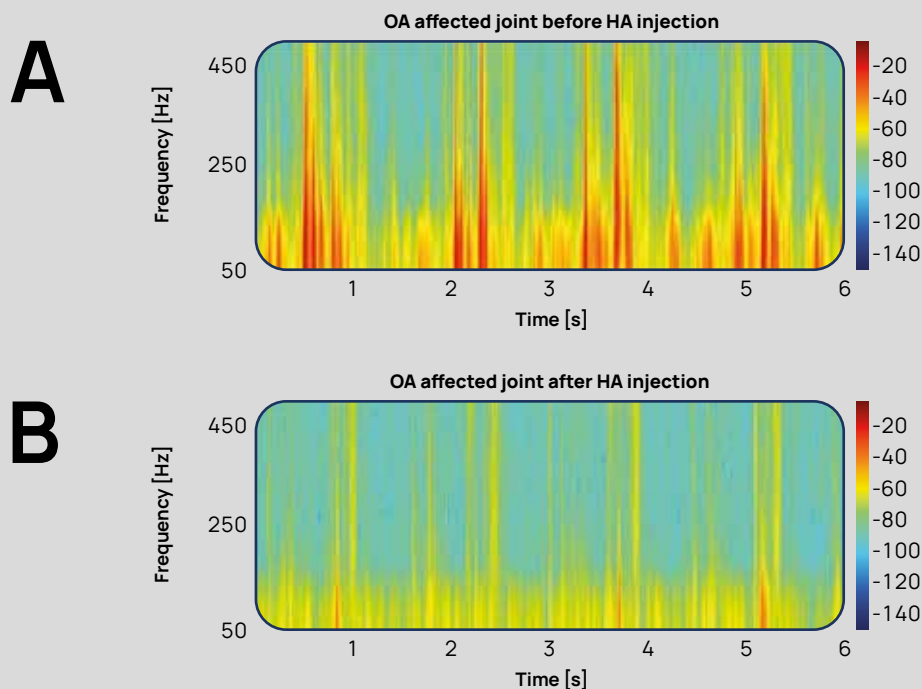 A
OA affected joint before HA injection
Frequency [Hz]
450
250
50
1 2 3 4 5 6
Time [s]
-20
-40
-60
-80
-100
-120
-140
B
OA affected joint after HA injection
Frequency [Hz]
450
250
50
1 2 3 4 5 6
Time [s]
-20
-40
-60
-80
-100
-120
-140